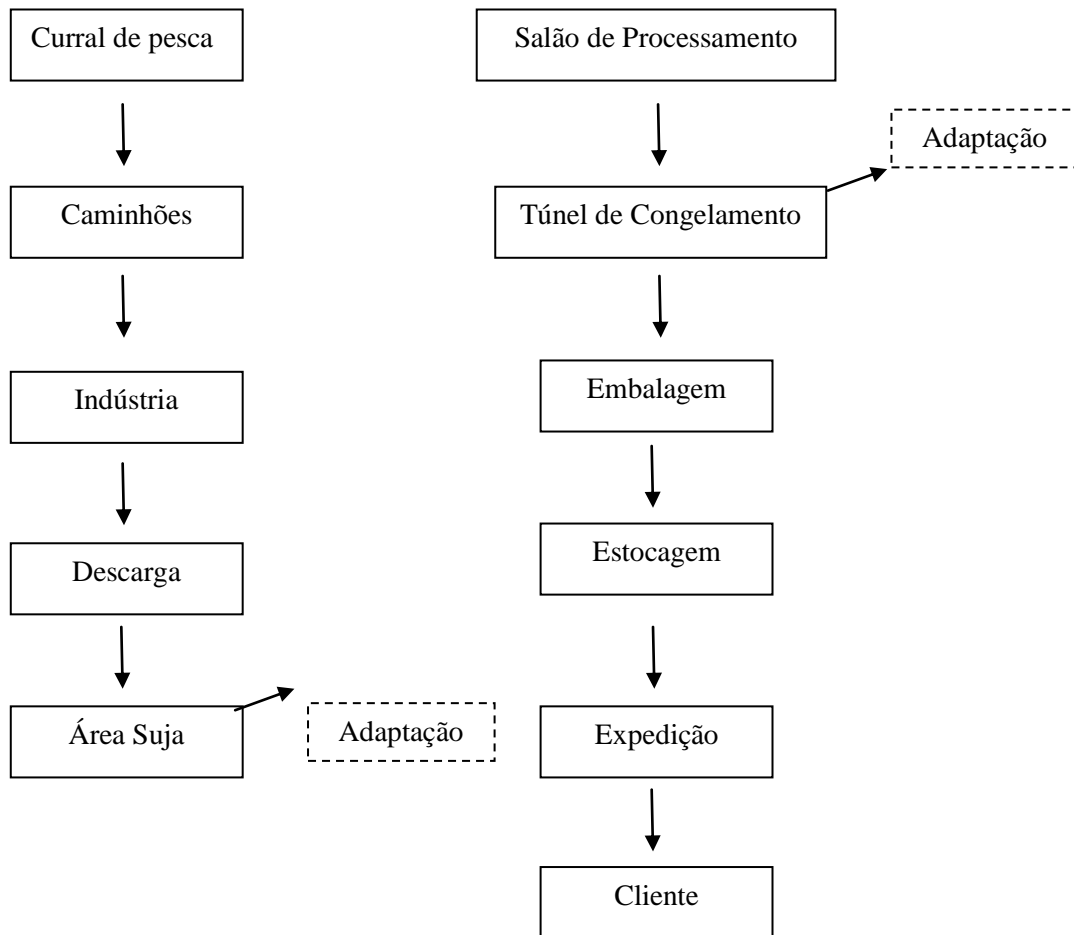 Curral de pesca
Caminhões
Indústria
Descarga
Área Suja
Adaptação
Salão de Processamento
Túnel de Congelamento
Adaptação
Embalagem
Estocagem
Expedição
Cliente